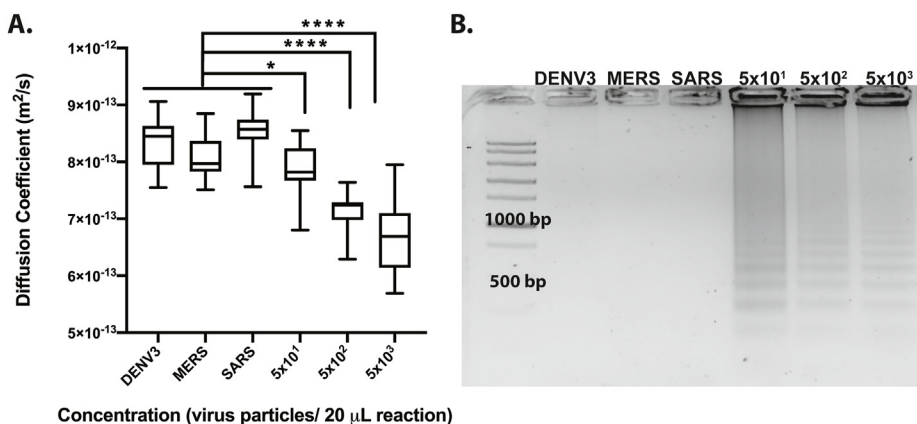 A.
B.
****
****
*
1×10-12
9×10-13
8×10-13
7×10-13
6×10-13
5×10-13
Diffusion Coefficient (m2/s)
DENV3 MERS SARS 5x101 5x102 5x103
Concentration (virus particles/ 20 μL reaction)
DENV3 MERS SARS 5x101 5x102 5x103
1000 bp
500 bp